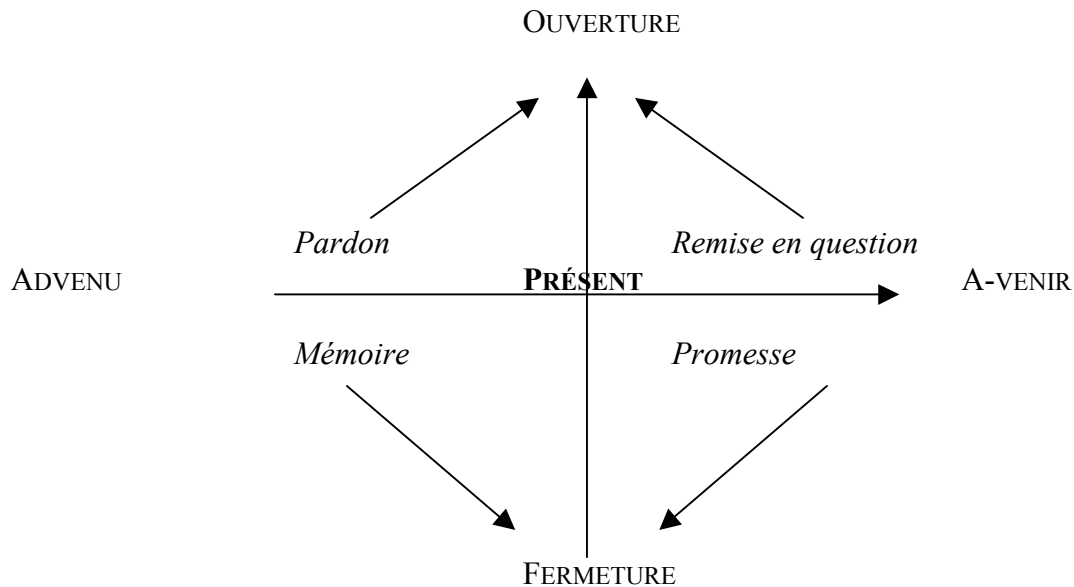 OUVERTURE
Pardon Remise en question
ADVENU PRÉSENT A-VENIR
Mémoire Promesse
FERMETURE